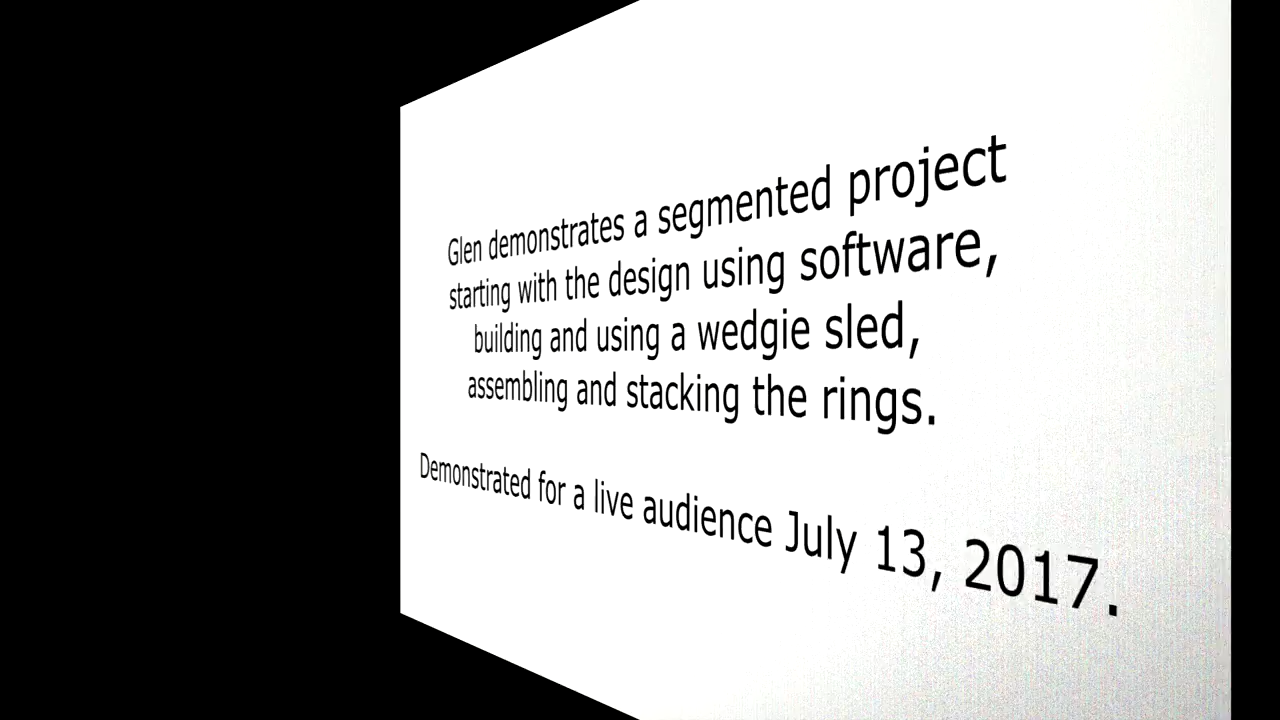 Glen demonstrates a segmented project
starting with the design using software,
building and using a wedgie sled,
assembling and stacking the rings.
Demonstrated for a live audience July 13, 2017.